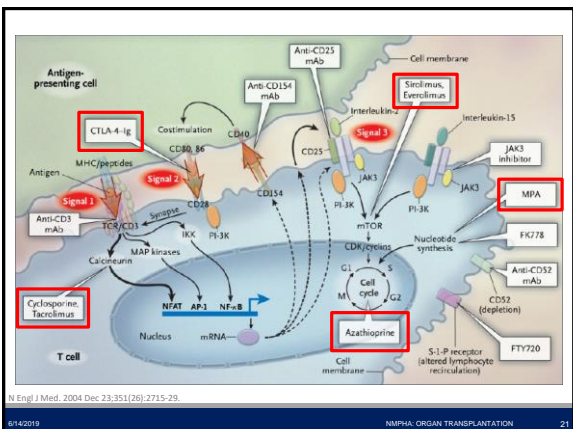 Antigen-
presenting cell
Anti-CD25
mAb
Cell membrane
Anti-CD154
mAb
Sirolimus,
Everolimus
CTLA-4-Ig
Costimulation
CD40
Interleukin-2
Interleukin-15
Signal 3
CD80, 86
CD25
JAK3
inhibitor
MHC/peptides
Antigen
Signal 2
Signal 1
JAK3
JAK3
CD154
CD28
PI-3K
PI-3K
MPA
Anti-CD3
mAb
TCR/CD3
Synapse
PI-3K
IKK
mTOR
MAP kinases
CDK/cyclins
Nucleotide
synthesis
FK778
Calcineurin
Anti-CD52
mAb
G1
S
Cell
cycle
M
G2
CD52
(depletion)
Cyclosporine,
Tacrolimus
NFAT
AP-1
NF-κB
Azathioprine
Nucleus
mRNA
FTY720
T cell
Cell
membrane
S-1-P receptor
(altered lymphocyte
recirculation)
N Engl J Med. 2004 Dec 23;351(26):2715-29.
6/14/2019
NMPHA: ORGAN TRANSPLANTATION
21